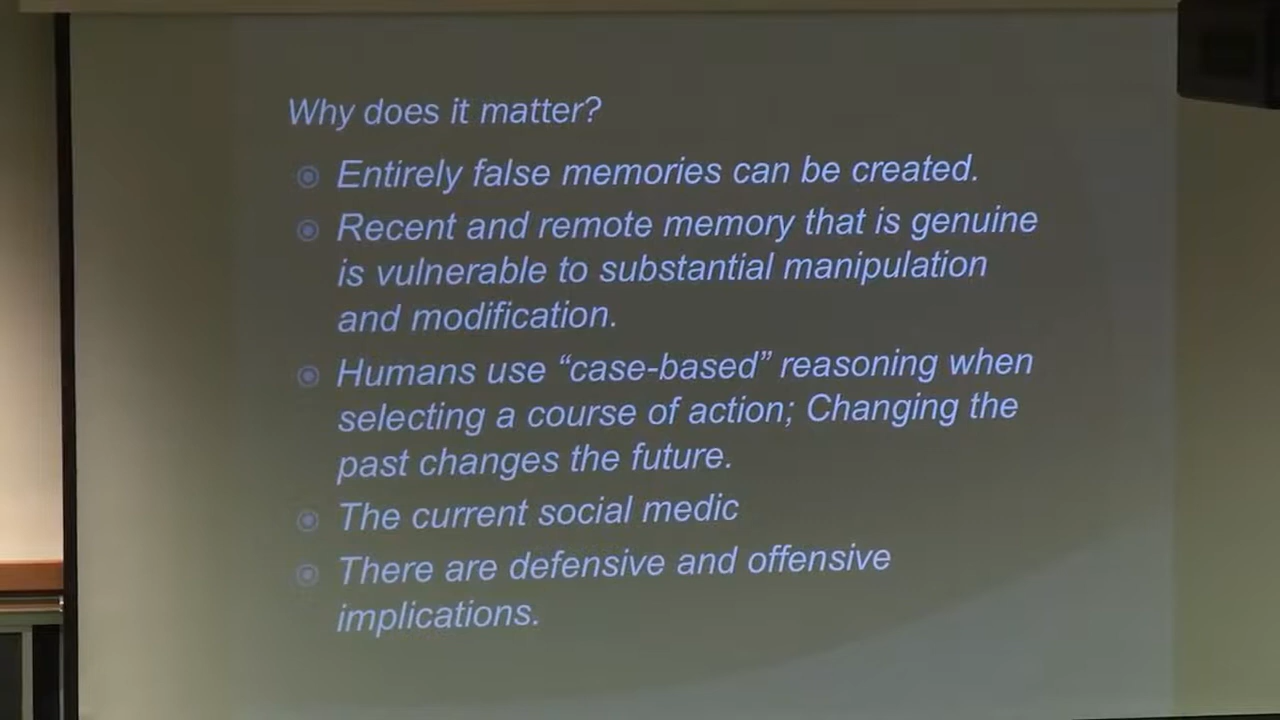 Why does it matter?
Entirely false memories can be created.
Recent and remote memory that is genuine
is vulnerable to substantial manipulation
and modification.
Humans use “case-based” reasoning when
selecting a course of action; Changing the
past changes the future.
The current social medic
There are defensive and offensive
implications.